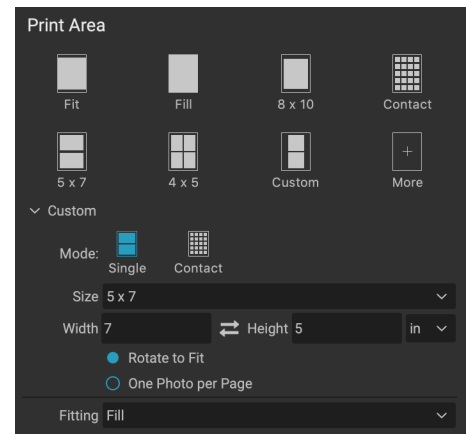 Print Area
Fit Fill 8 x 10 Contact
5 x 7 4 x 5 Custom More
Custom
Mode:
Single Contact
Size 5 x 7
Width 7 Height 5 in
Rotate to Fit
One Photo per Page
Fitting Fill